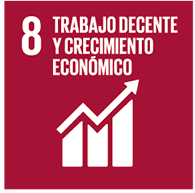 8 TRABAJO DECENTE
Y CRECIMIENTO
ECONÓMICO